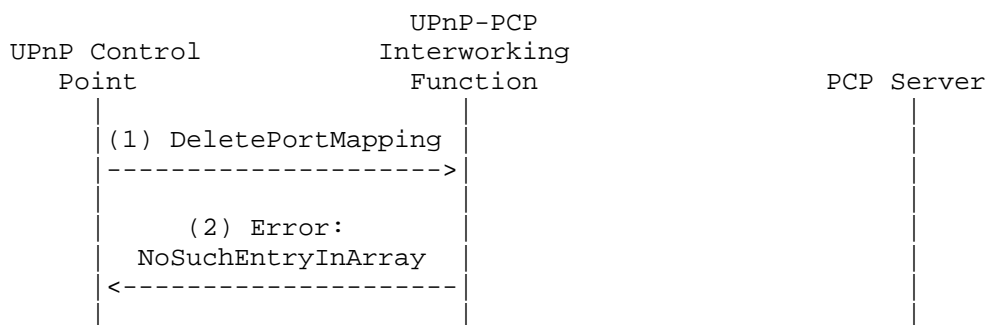 UPnP-PCP
UPnP Control Interworking
Point Function PCP Server
(1) DeletePortMapping
(2) Error:
NoSuchEntryInArray